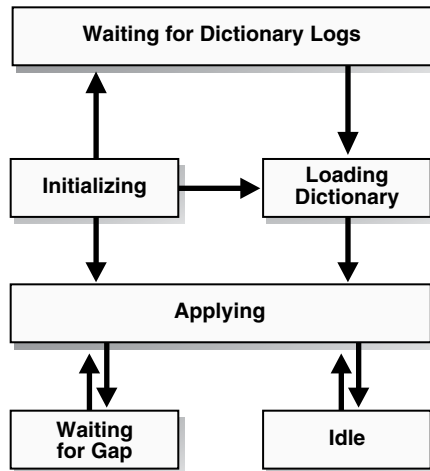 Waiting for Dictionary Logs
Initializing
Loading
Dictionary
Applying
Waiting
for Gap
Idle